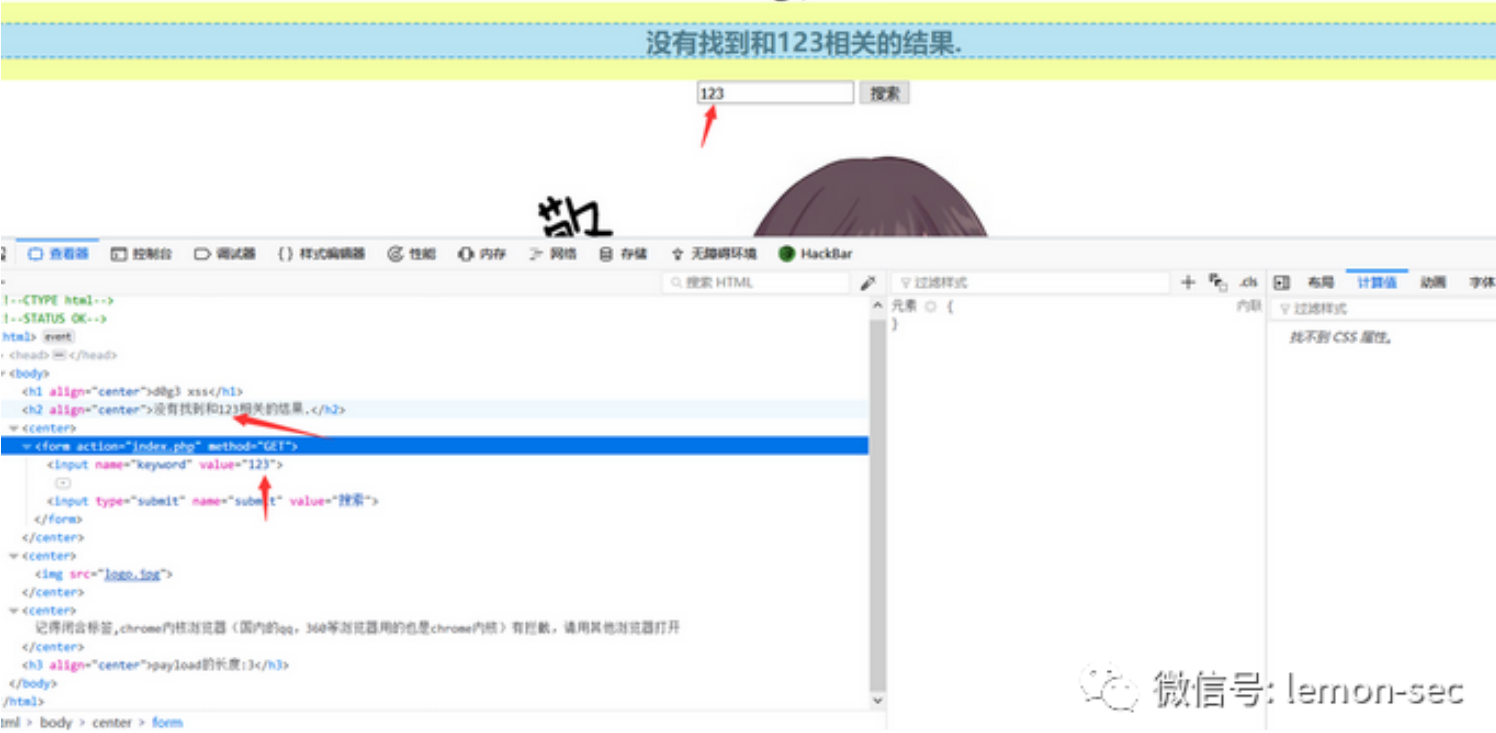 没有找到和123相关的结果.
123 搜索
敬
查看器 控制台 调试器 {} 样式编辑器 性能 内存 网络 存储 无障碍环境 HackBar
搜索 HTML 过滤样式 + .cls 布局 计算值 动画 字体
!--CTYPE html--> 元素 { 内联 过滤样式
!--STATUS OK--> } 找不到 CSS 属性。
html> event
<head></head>
<body>
<h1 align="center">d0g3 xss</h1>
<h2 align="center">没有找到和123相关的结果.</h2>
<center>
<form action="index.php" method="GET">
<input name="keyword" value="123">
<input type="submit" name="submit" value="搜索">
</form>
</center>
<center>
<img src="logo.jpg">
</center>
<center>
记得闭合标签,chrome内核浏览器（国内的qq，360等浏览器用的也是chrome内核）有拦截，请用其他浏览器打开
</center>
<h3 align="center">payload的长度:3</h3>
</body>
/html>
微信号: lemon-sec
tml > body > center > form